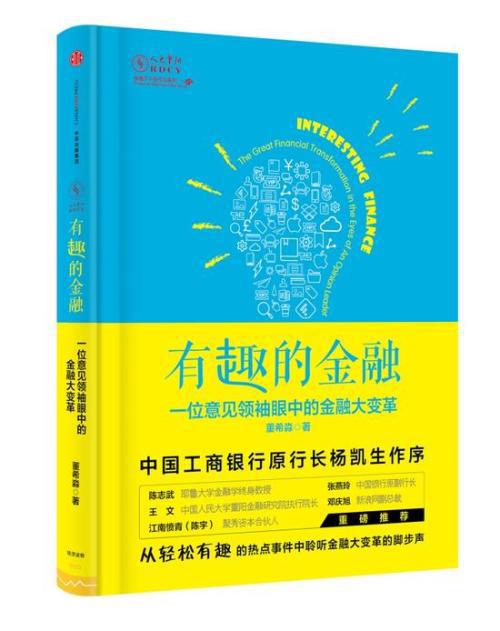 人大重阳
RDCY
INTERESTING FINANCE
The Great Financial Transformation in the Eyes of An Opinion Leader
有趣的金融
一位意见领袖眼中的金融大变革
董希淼◎著
中国工商银行原行长杨凯生作序
陈志武 耶鲁大学金融学终身教授
张燕玲 中国银行原副行长
王 文 中国人民大学重阳金融研究院执行院长
邓庆旭 新浪网副总裁
江南愤青（陈宇） 聚秀资本合伙人
重磅推荐
从轻松有趣的热点事件中聆听金融大变革的脚步声
有趣的金融
一位意见领袖眼中的
金融大变革
董希淼◎著